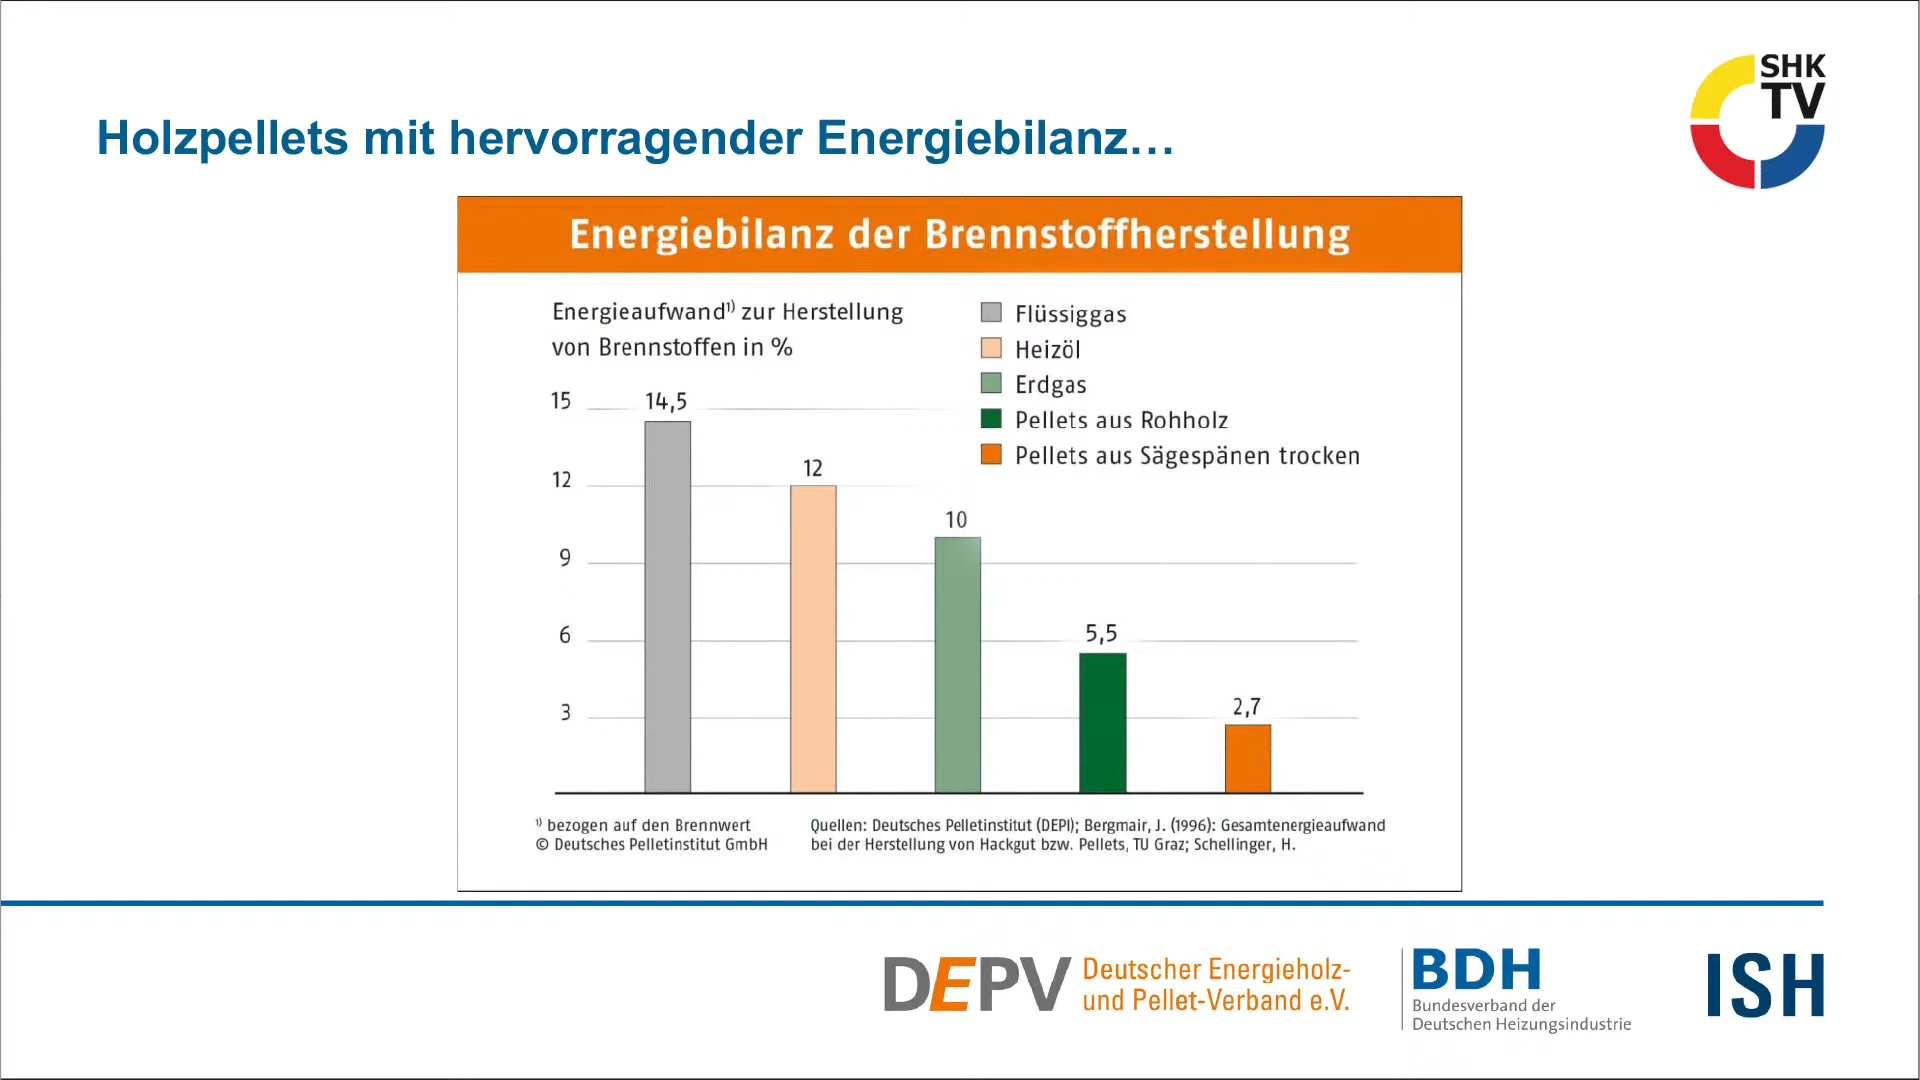 SHK
TV
Holzpellets mit hervorragender Energiebilanz…
Energiebilanz der Brennstoffherstellung
Energieaufwand¹⁾ zur Herstellung
von Brennstoffen in %
Flüssiggas
Heizöl
Erdgas
Pellets aus Rohholz
Pellets aus Sägespänen trocken
15
12
9
6
3
14,5
12
10
5,5
2,7
¹⁾ bezogen auf den Brennwert
© Deutsches Pelletinstitut GmbH
Quellen: Deutsches Pelletinstitut (DEPI); Bergmair, J. (1996): Gesamtenergieaufwand
bei der Herstellung von Hackgut bzw. Pellets, TU Graz; Schellinger, H.
DEPV
Deutscher Energieholz-
und Pellet-Verband e.V.
BDH
Bundesverband der
Deutschen Heizungsindustrie
ISH